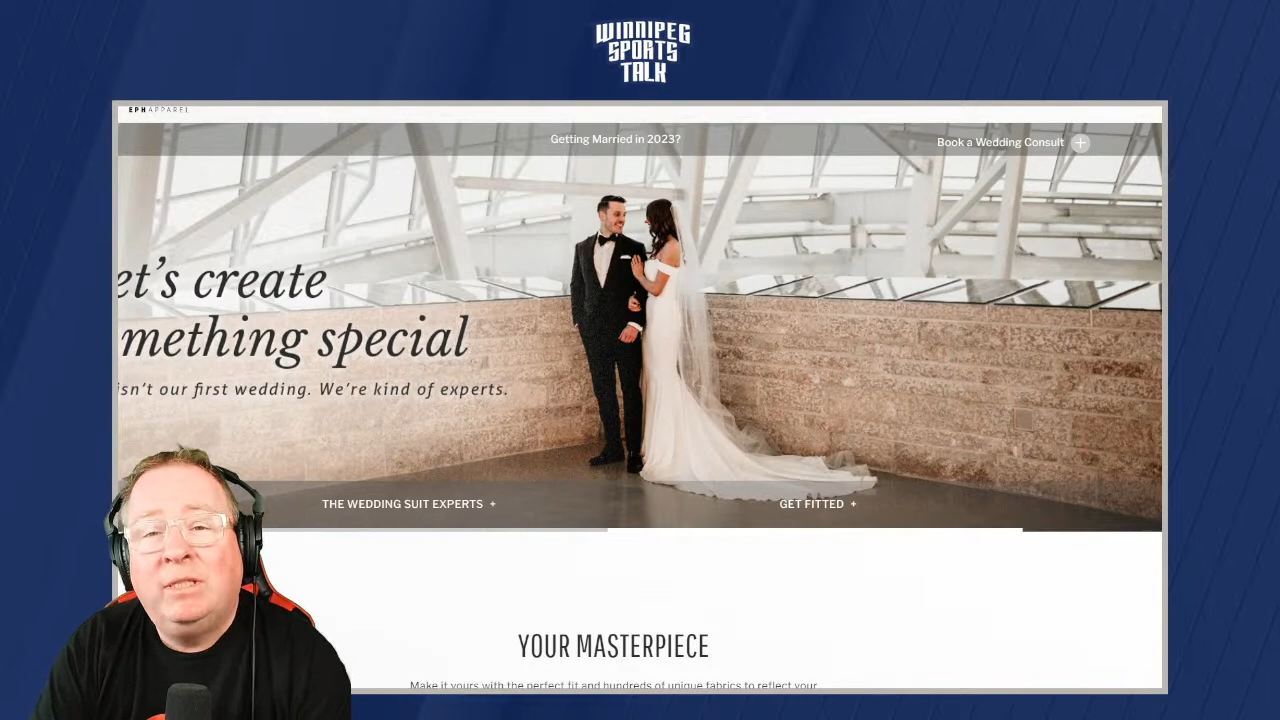 WINNIPEG
SPORTS
TALK
EPHAPPAREL
Getting Married in 2023?
Book a Wedding Consult +
et's create
mething special
isn't our first wedding. We're kind of experts.
THE WEDDING SUIT EXPERTS +
GET FITTED +
YOUR MASTERPIECE
Make it yours with the perfect fit and hundreds of unique fabrics to reflect your